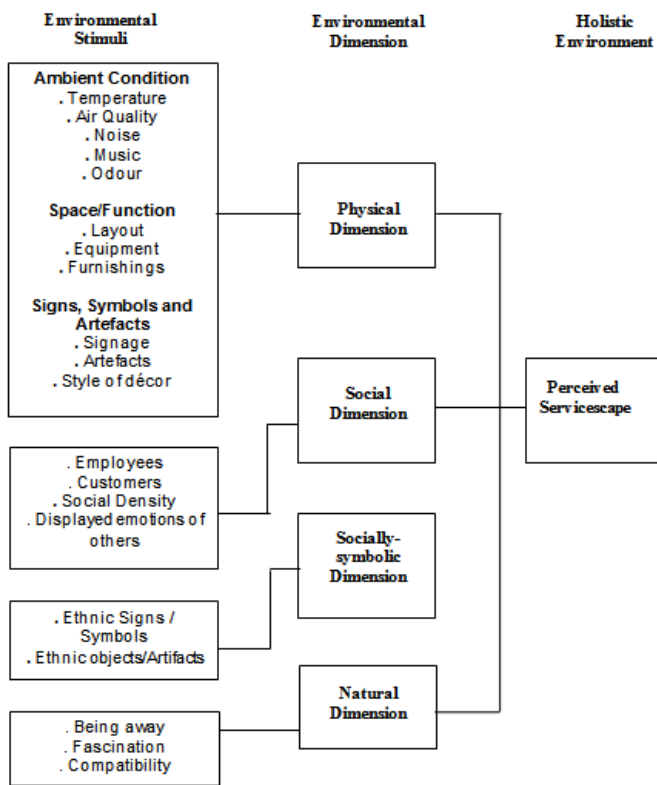 Environmental
Stimuli
Environmental
Dimension
Holistic
Environment
Ambient Condition
. Temperature
. Air Quality
. Noise
. Music
. Odour
Space/Function
. Layout
. Equipment
. Furnishings
Signs, Symbols and
Artefacts
. Signage
. Artefacts
. Style of décor
. Employees
. Customers
. Social Density
. Displayed emotions of
others
. Ethnic Signs /
Symbols
. Ethnic objects/Artifacts
. Being away
. Fascination
. Compatibility
Physical
Dimension
Social
Dimension
Socially-
symbolic
Dimension
Natural
Dimension
Perceived
Servicescape